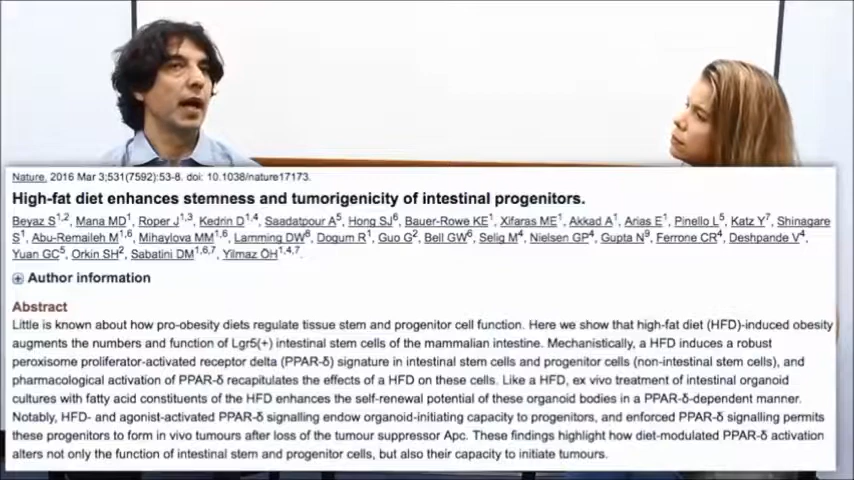 Nature. 2016 Mar 3;531(7592):53-8. doi: 10.1038/nature17173.
High-fat diet enhances stemness and tumorigenicity of intestinal progenitors.
Beyaz S1,2, Mana MD1, Roper J1,3, Kedrin D1,4, Saadatpour A5, Hong SJ6, Bauer-Rowe KE1, Xifaras ME1, Akkad A1, Arias E1, Pinello L5, Katz Y7, Shinagare
S1, Abu-Remaileh M1,6, Mihaylova MM1,6, Lamming DW8, Dogum R1, Guo G2, Bell GW6, Selig M4, Nielsen GP4, Gupta N9, Ferrone CR4, Deshpande V4,
Yuan GC5, Orkin SH2, Sabatini DM1,6,7, Yilmaz ÖH1,4,7.
Author information
Abstract
Little is known about how pro-obesity diets regulate tissue stem and progenitor cell function. Here we show that high-fat diet (HFD)-induced obesity
augments the numbers and function of Lgr5(+) intestinal stem cells of the mammalian intestine. Mechanistically, a HFD induces a robust
peroxisome proliferator-activated receptor delta (PPAR-δ) signature in intestinal stem cells and progenitor cells (non-intestinal stem cells), and
pharmacological activation of PPAR-δ recapitulates the effects of a HFD on these cells. Like a HFD, ex vivo treatment of intestinal organoid
cultures with fatty acid constituents of the HFD enhances the self-renewal potential of these organoid bodies in a PPAR-δ-dependent manner.
Notably, HFD- and agonist-activated PPAR-δ signalling endow organoid-initiating capacity to progenitors, and enforced PPAR-δ signalling permits
these progenitors to form in vivo tumours after loss of the tumour suppressor Apc. These findings highlight how diet-modulated PPAR-δ activation
alters not only the function of intestinal stem and progenitor cells, but also their capacity to initiate tumours.